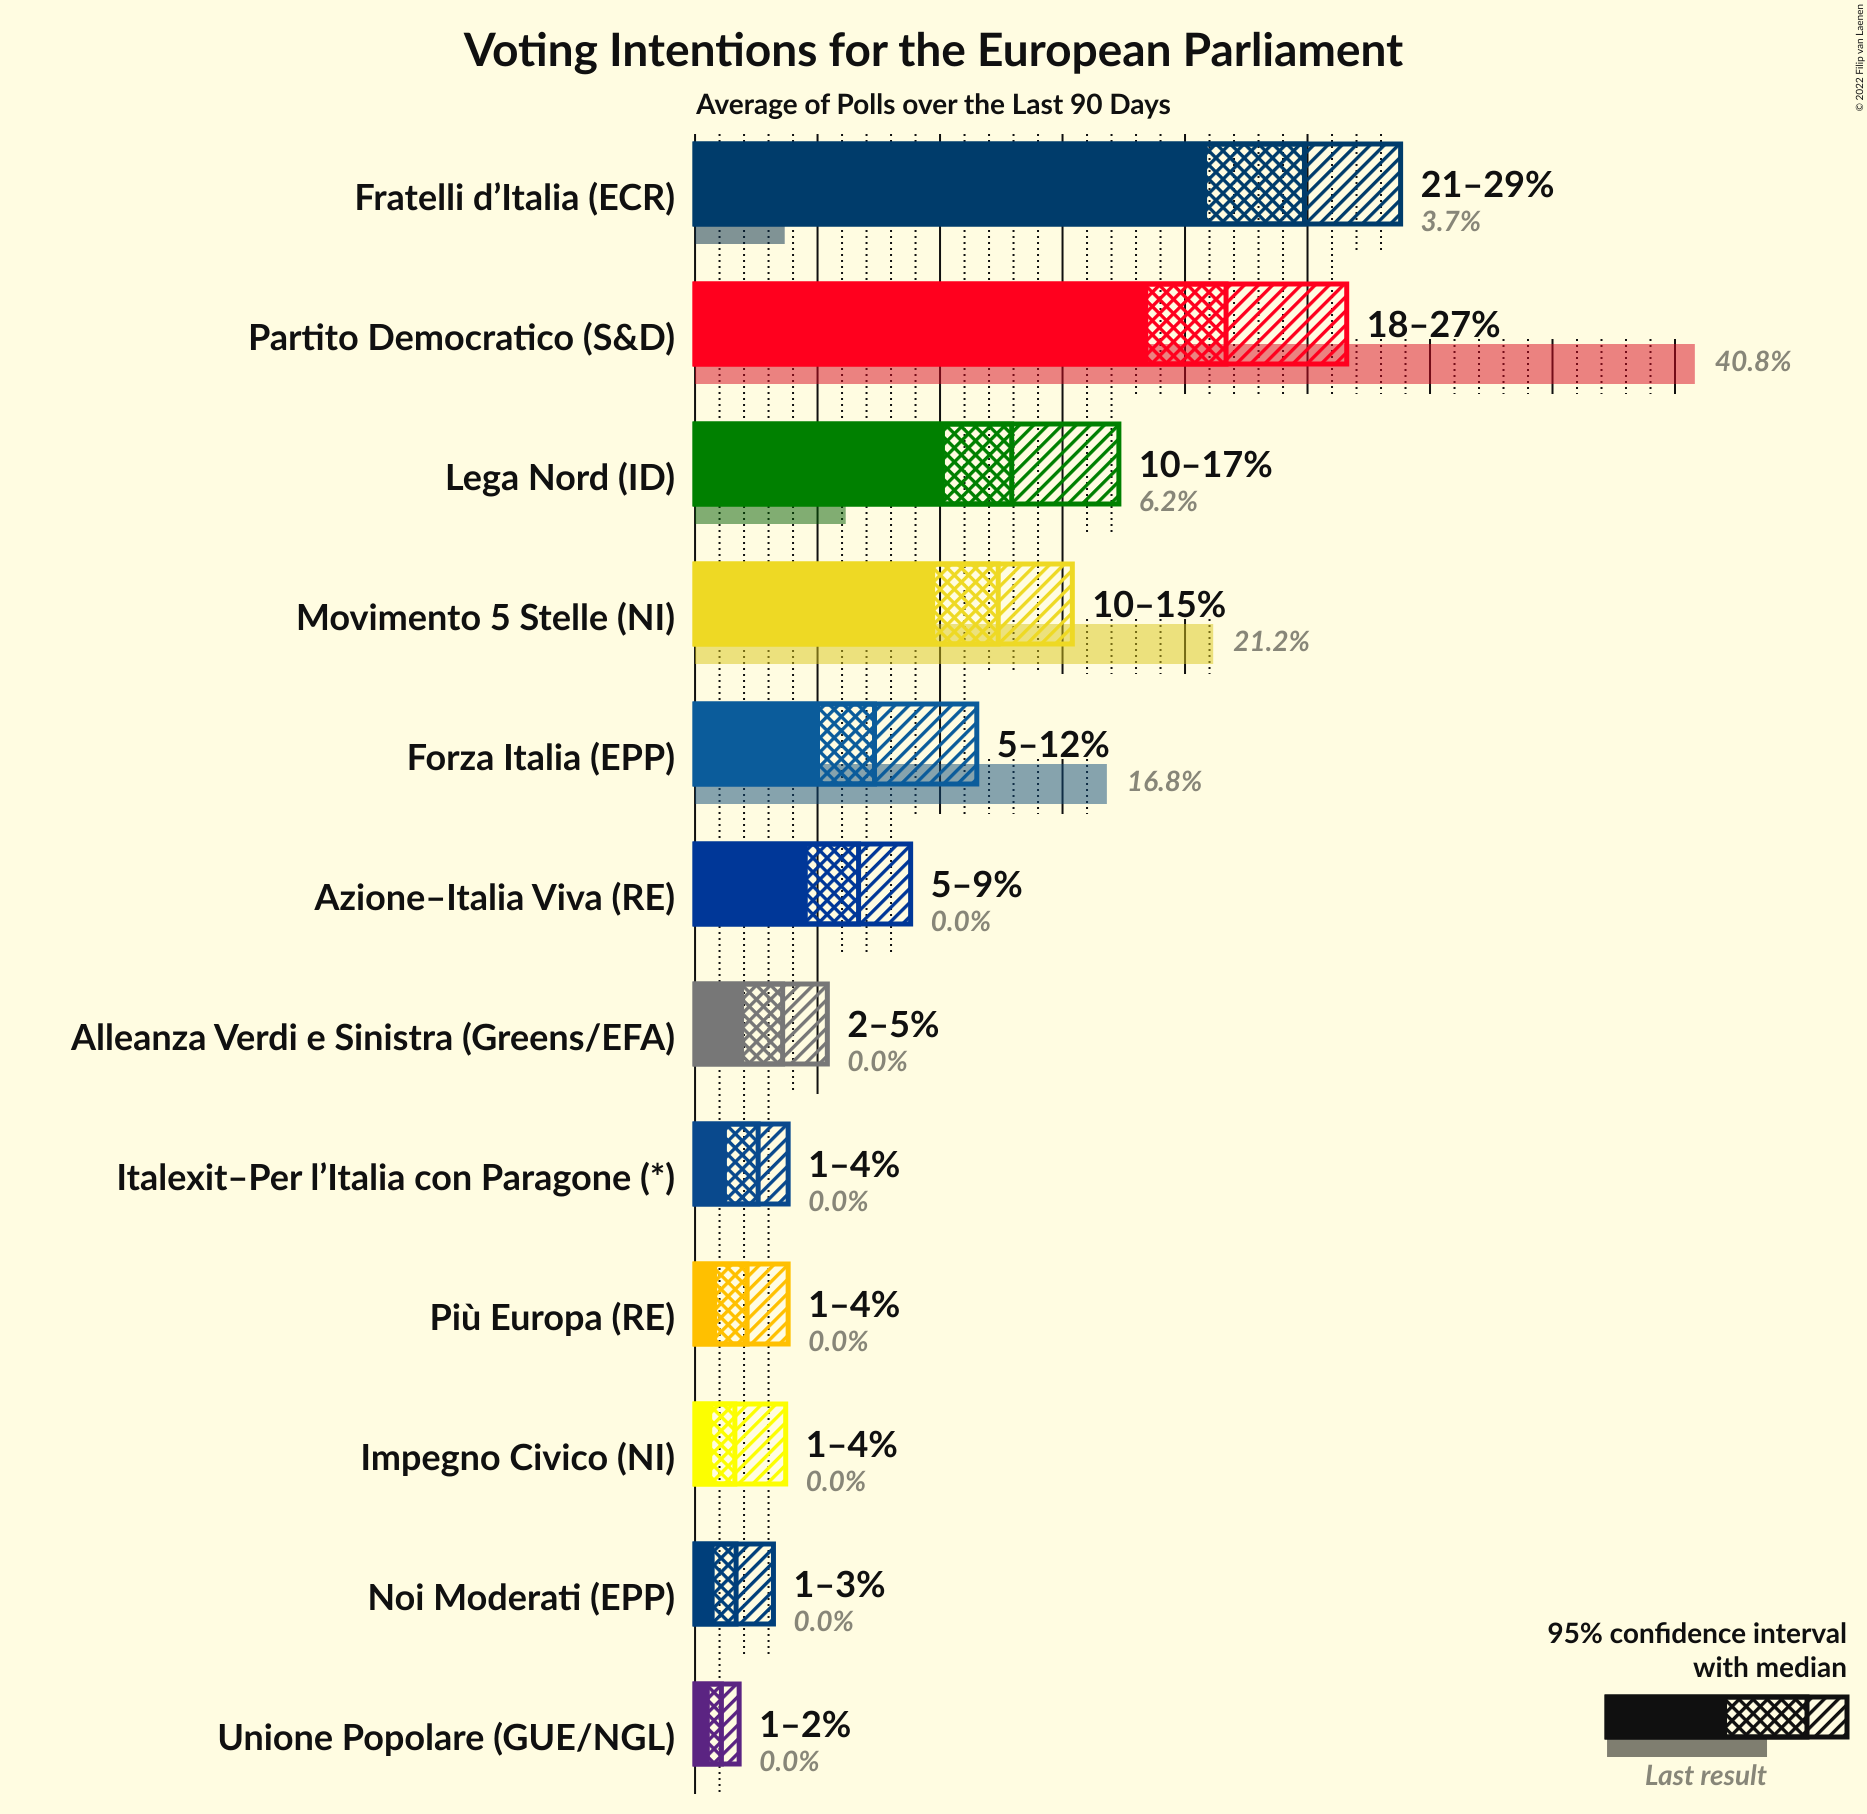 Voting Intentions for the European Parliament
Average of Polls over the Last 90 Days
© 2022 Filip van Laenen
Fratelli d’Italia (ECR)
21–29%
3.7%
Partito Democratico (S&D)
18–27%
40.8%
Lega Nord (ID)
10–17%
6.2%
Movimento 5 Stelle (NI)
10–15%
21.2%
Forza Italia (EPP)
5–12%
16.8%
Azione–Italia Viva (RE)
5–9%
0.0%
Alleanza Verdi e Sinistra (Greens/EFA)
2–5%
0.0%
Italexit–Per l’Italia con Paragone (*)
1–4%
0.0%
Più Europa (RE)
1–4%
0.0%
Impegno Civico (NI)
1–4%
0.0%
Noi Moderati (EPP)
1–3%
0.0%
Unione Popolare (GUE/NGL)
1–2%
0.0%
95% confidence interval
with median
Last result